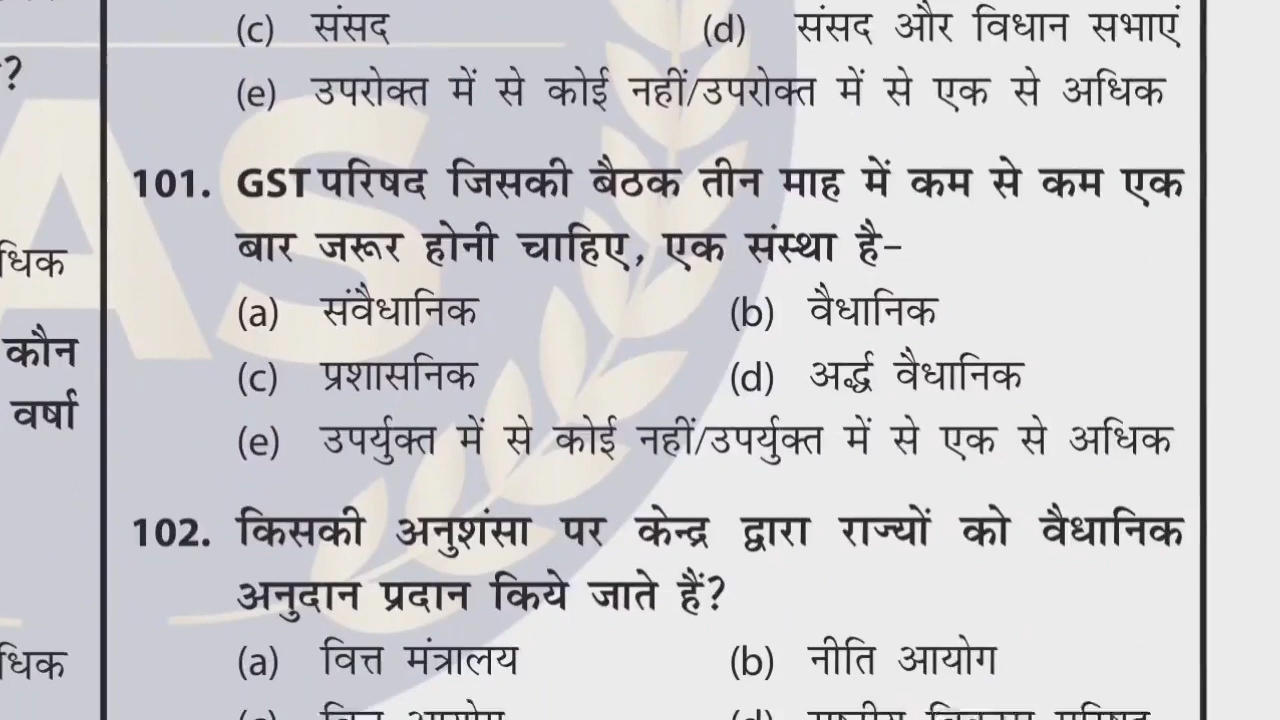 (c) संसद (d) संसद और विधान सभाएं
(e) उपरोक्त में से कोई नहीं/उपरोक्त में से एक से अधिक
?
AS
101. GST परिषद जिसकी बैठक तीन माह में कम से कम एक
बार जरूर होनी चाहिए, एक संस्था है-
धिक
(a) संवैधानिक (b) वैधानिक
कौन
(c) प्रशासनिक (d) अर्द्ध वैधानिक
वर्षा
(e) उपर्युक्त में से कोई नहीं/उपर्युक्त में से एक से अधिक
102. किसकी अनुशंसा पर केन्द्र द्वारा राज्यों को वैधानिक
अनुदान प्रदान किये जाते हैं?
धिक
(a) वित्त मंत्रालय (b) नीति आयोग